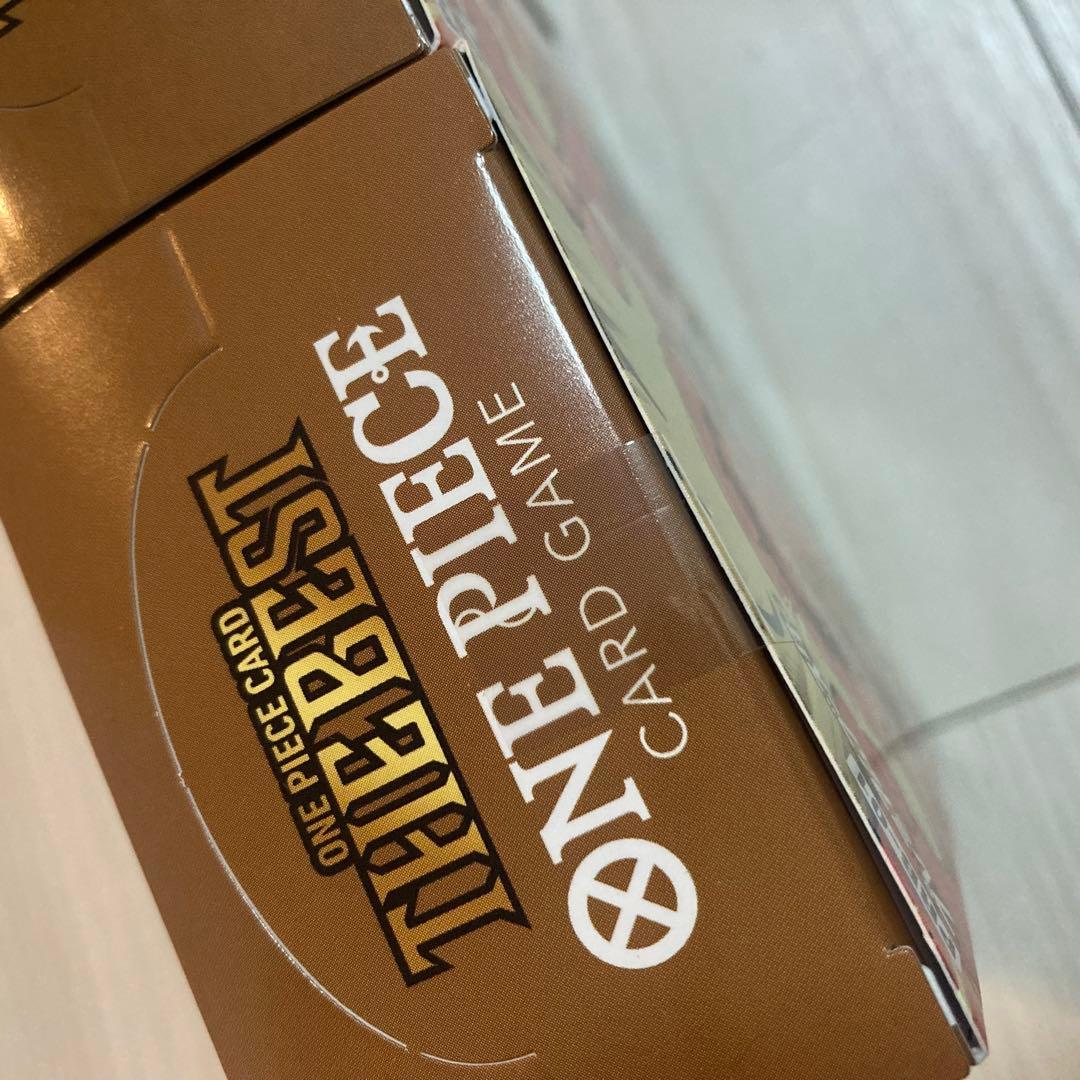 ONE PIECE CARD
THE BEST
ONE PIECE
CARD GAME